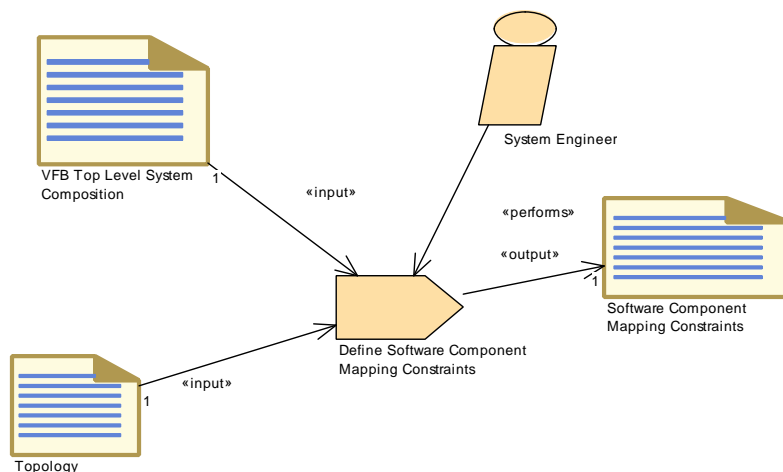 System Engineer
VFB Top Level System
Composition
1
«input»
«performs»
«output»
1
Software Component
Mapping Constraints
Define Software Component
Mapping Constraints
«input»
1
Topology